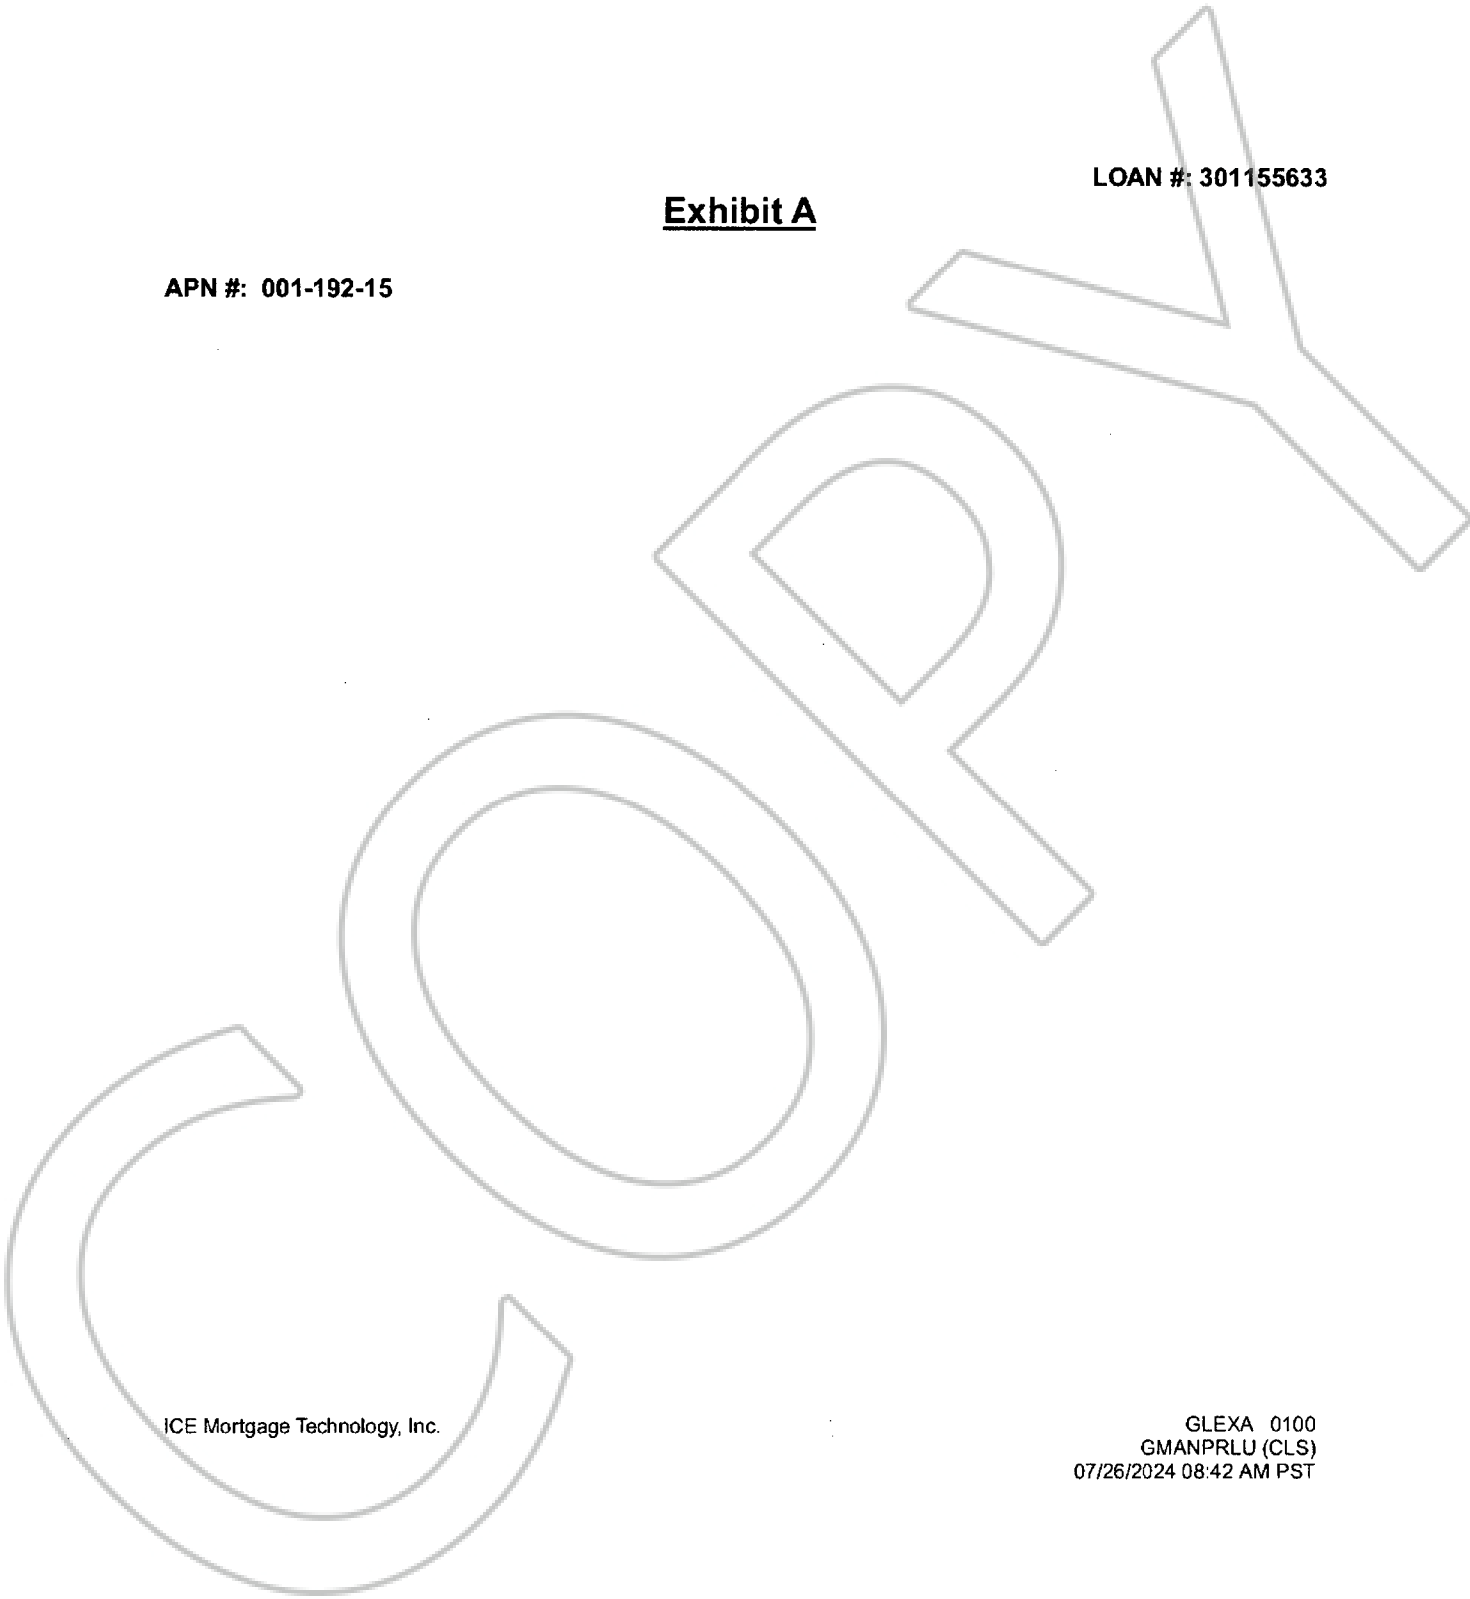 LOAN #: 301155633
Exhibit A
APN #: 001-192-15
COPY
ICE Mortgage Technology, Inc.
GLEXA 0100
GMANPRLU (CLS)
07/26/2024 08:42 AM PST